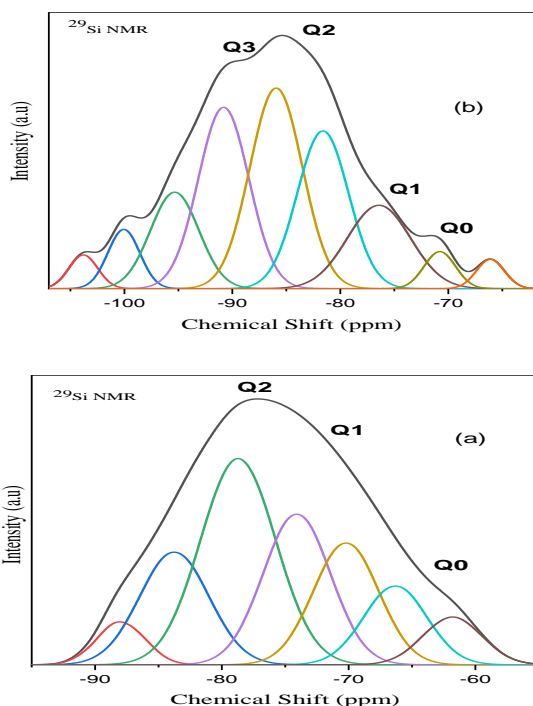 ²⁹Si NMR
Q3
Q2
(b)
Q1
Q0
Intensity (a.u)
-100
-90
-80
-70
Chemical Shift (ppm)
²⁹Si NMR
Q2
Q1
(a)
Q0
Intensity (a.u)
-90
-80
-70
-60
Chemical Shift (ppm)